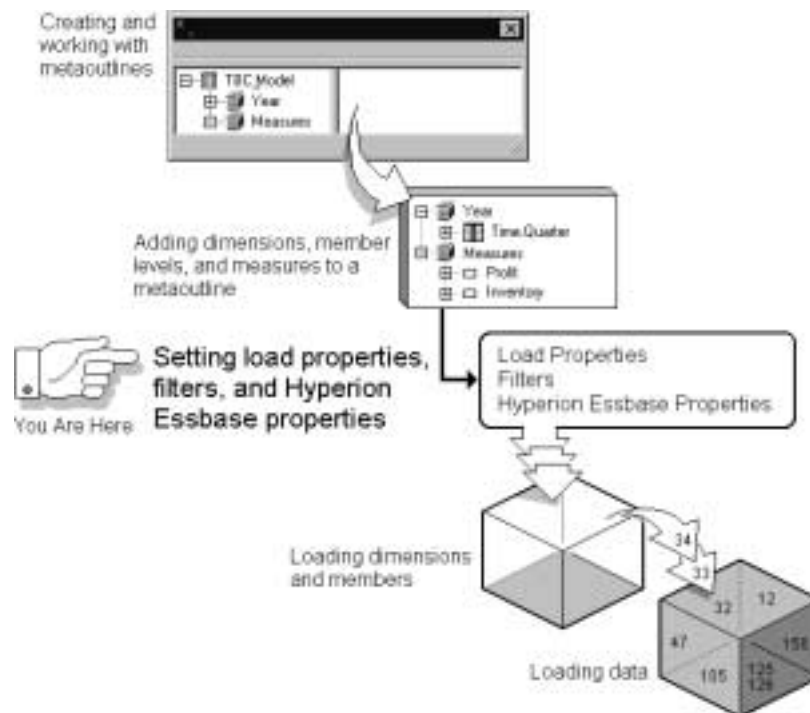 Creating and
working with
metaoutlines
TBC_Model
Year
Measures
Adding dimensions, member
levels, and measures to a
metaoutline
Year
Time.Quarter
Measures
Profit
Inventory
You Are Here
Setting load properties,
filters, and Hyperion
Essbase properties
Load Properties
Filters
Hyperion Essbase Properties
Loading dimensions
and members
34
33
32
12
47
105
125
126
Loading data